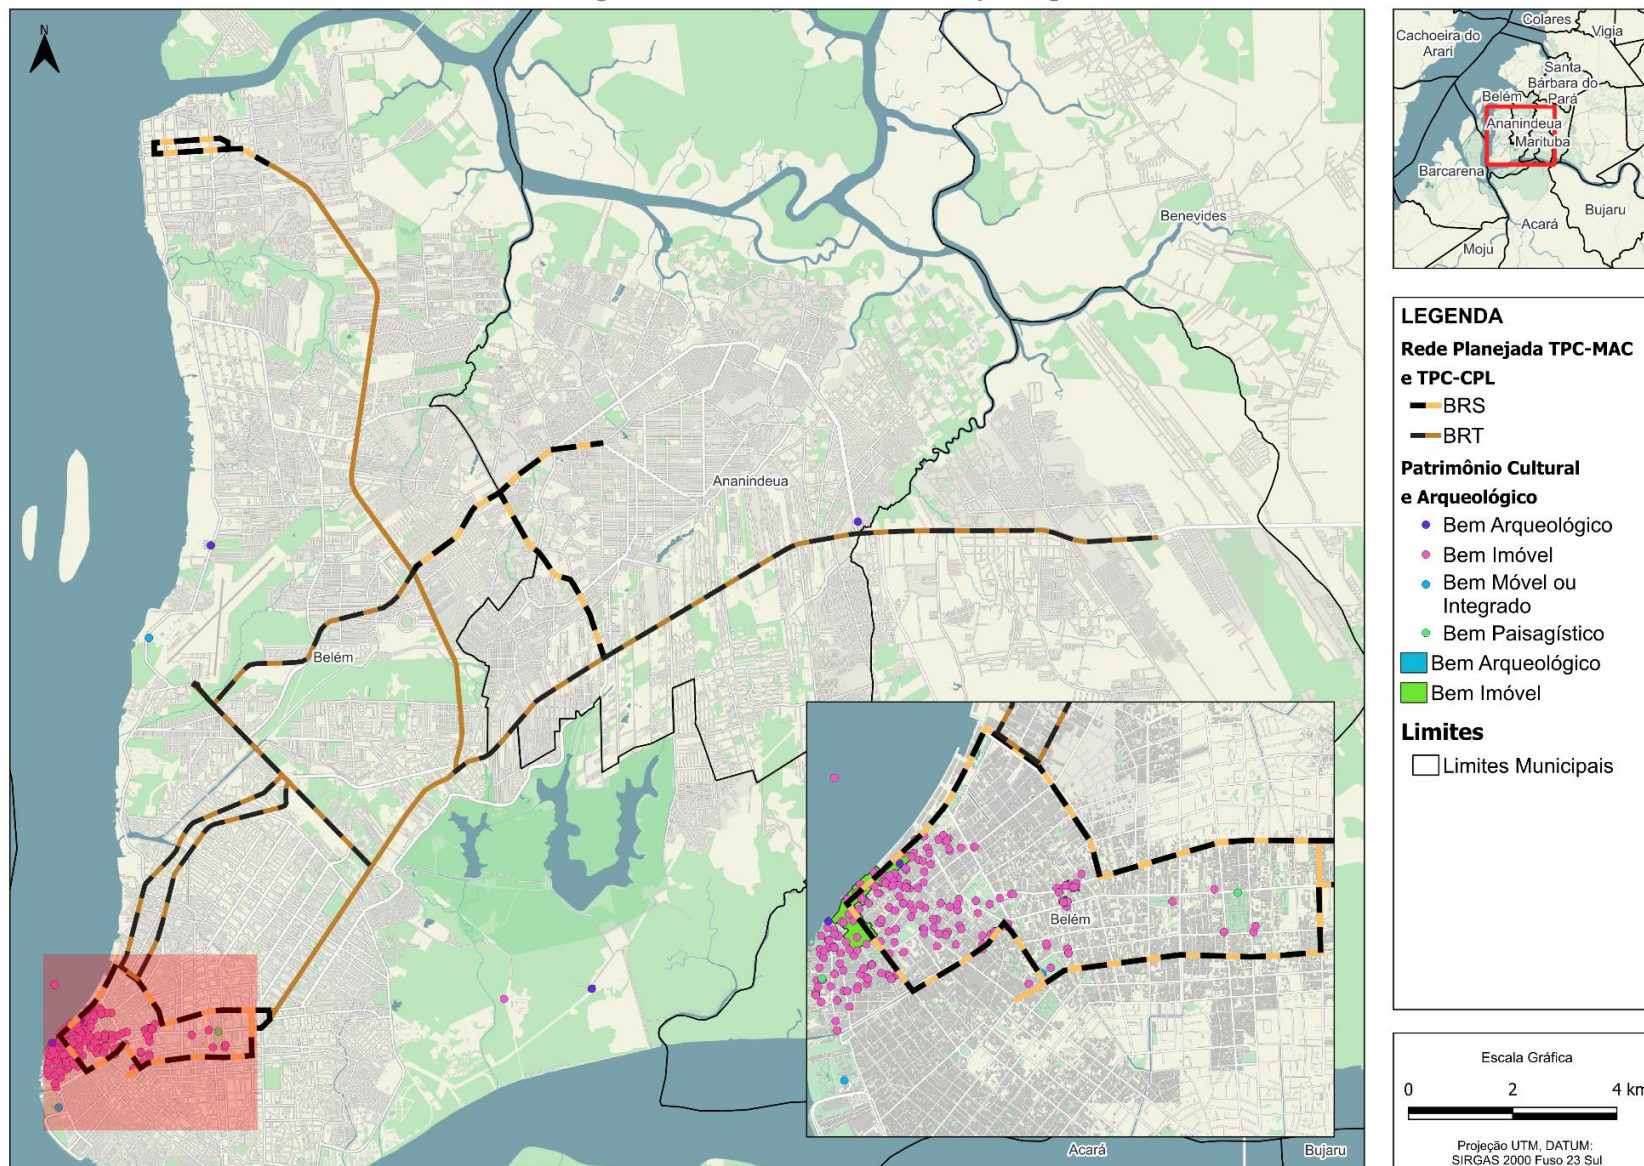 N
Benevides
Ananindeua
Belém
Belém
Acará
Bujaru
Colares
Vigia
Cachoeira do
Arari
Santa
Bárbara do
Pará
Belém
Ananindeua
Marituba
Barcarena
Bujaru
Acará
Moju
LEGENDA
Rede Planejada TPC-MAC
e TPC-CPL
BRS
BRT
Patrimônio Cultural
e Arqueológico
Bem Arqueológico
Bem Imóvel
Bem Móvel ou
Integrado
Bem Paisagístico
Bem Arqueológico
Bem Imóvel
Limites
Limites Municipais
Escala Gráfica
0 2 4 km
Projeção UTM, DATUM:
SIRGAS 2000 Fuso 23 Sul